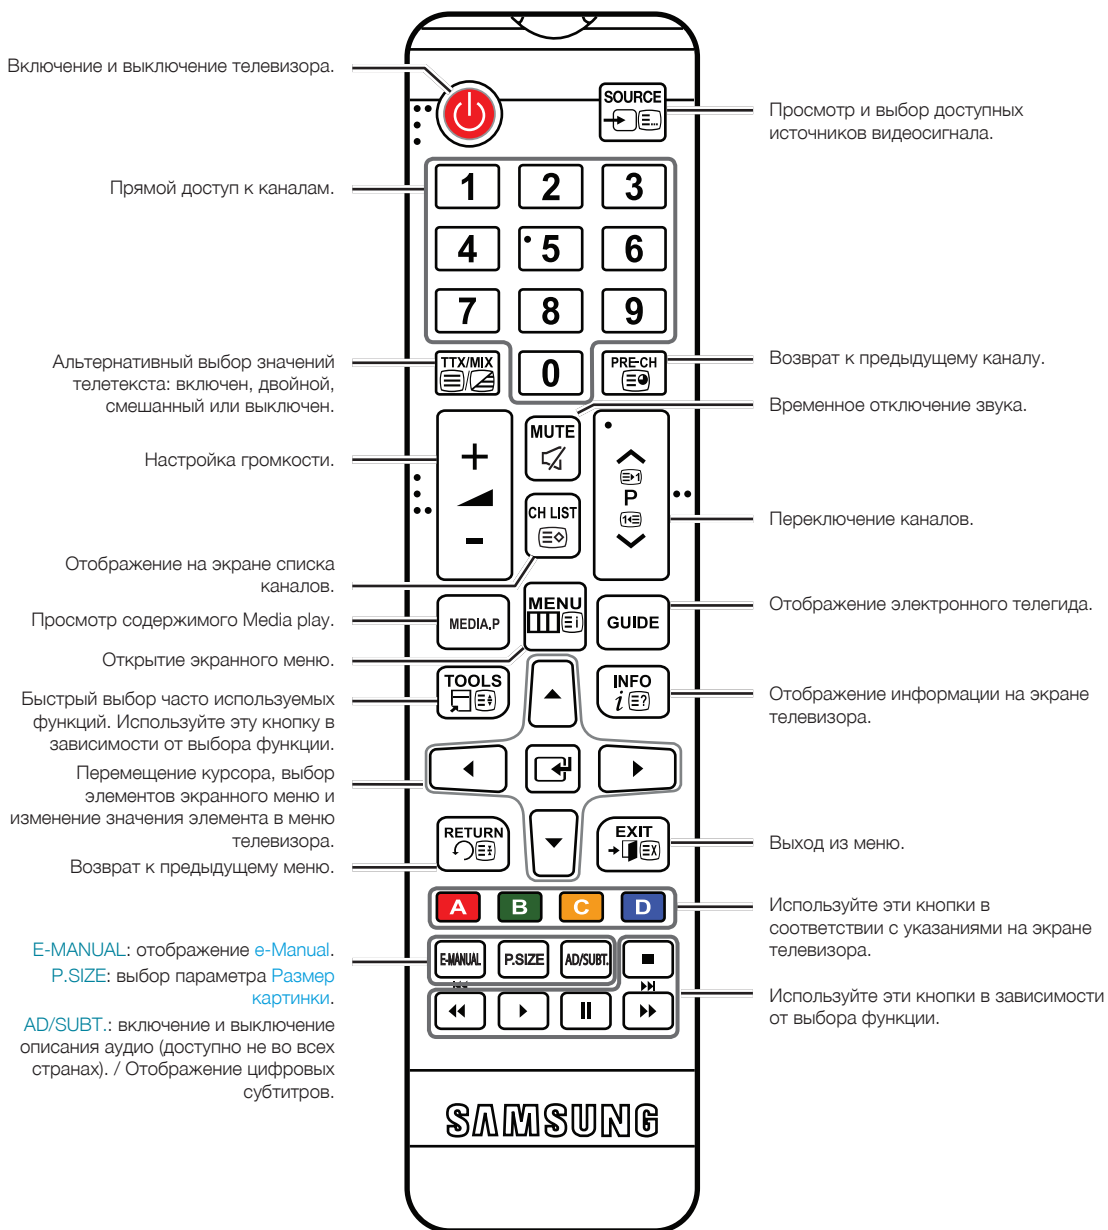 Включение и выключение телевизора.
SOURCE
Просмотр и выбор доступных
источников видеосигнала.
Прямой доступ к каналам.
1 2 3
4 5 6
7 8 9
Альтернативный выбор значений
телетекста: включен, двойной,
смешанный или выключен.
TTX/MIX
0
PRE-CH
Возврат к предыдущему каналу.
Временное отключение звука.
MUTE
Настройка громкости.
+
-
P
CH LIST
Переключение каналов.
Отображение на экране списка
каналов.
Просмотр содержимого Media play.
MEDIA.P
MENU
GUIDE
Отображение электронного телегида.
Открытие экранного меню.
TOOLS
INFO
i
Быстрый выбор часто используемых
функций. Используйте эту кнопку в
зависимости от выбора функции.
Отображение информации на экране
телевизора.
Перемещение курсора, выбор
элементов экранного меню и
изменение значения элемента в меню
телевизора.
RETURN
EXIT
Выход из меню.
Возврат к предыдущему меню.
A B C D
Используйте эти кнопки в
соответствии с указаниями на экране
телевизора.
E-MANUAL: отображение e-Manual.
P.SIZE: выбор параметра Размер
картинки.
AD/SUBT.: включение и выключение
описания аудио (доступно не во всех
странах). / Отображение цифровых
субтитров.
E-MANUAL P.SIZE AD/SUBT.
Используйте эти кнопки в зависимости
от выбора функции.
SAMSUNG